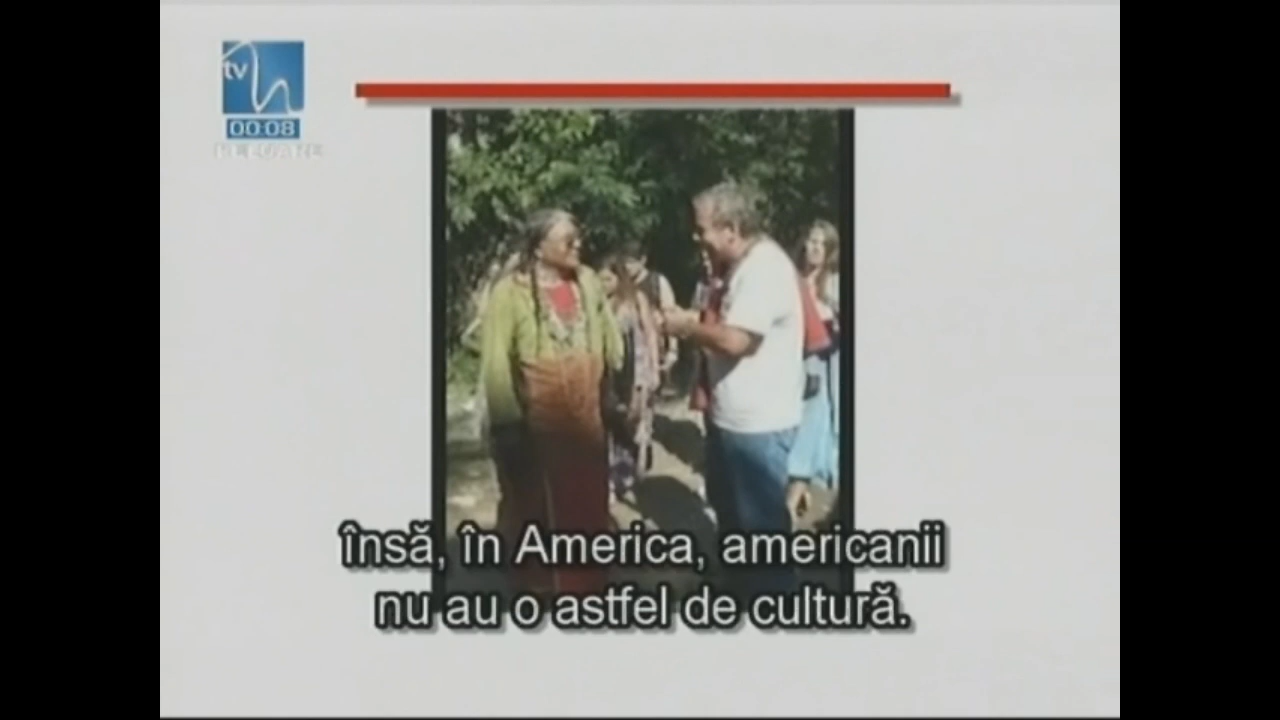 tv h
00:08
însă, în America, americanii
nu au o astfel de cultură.